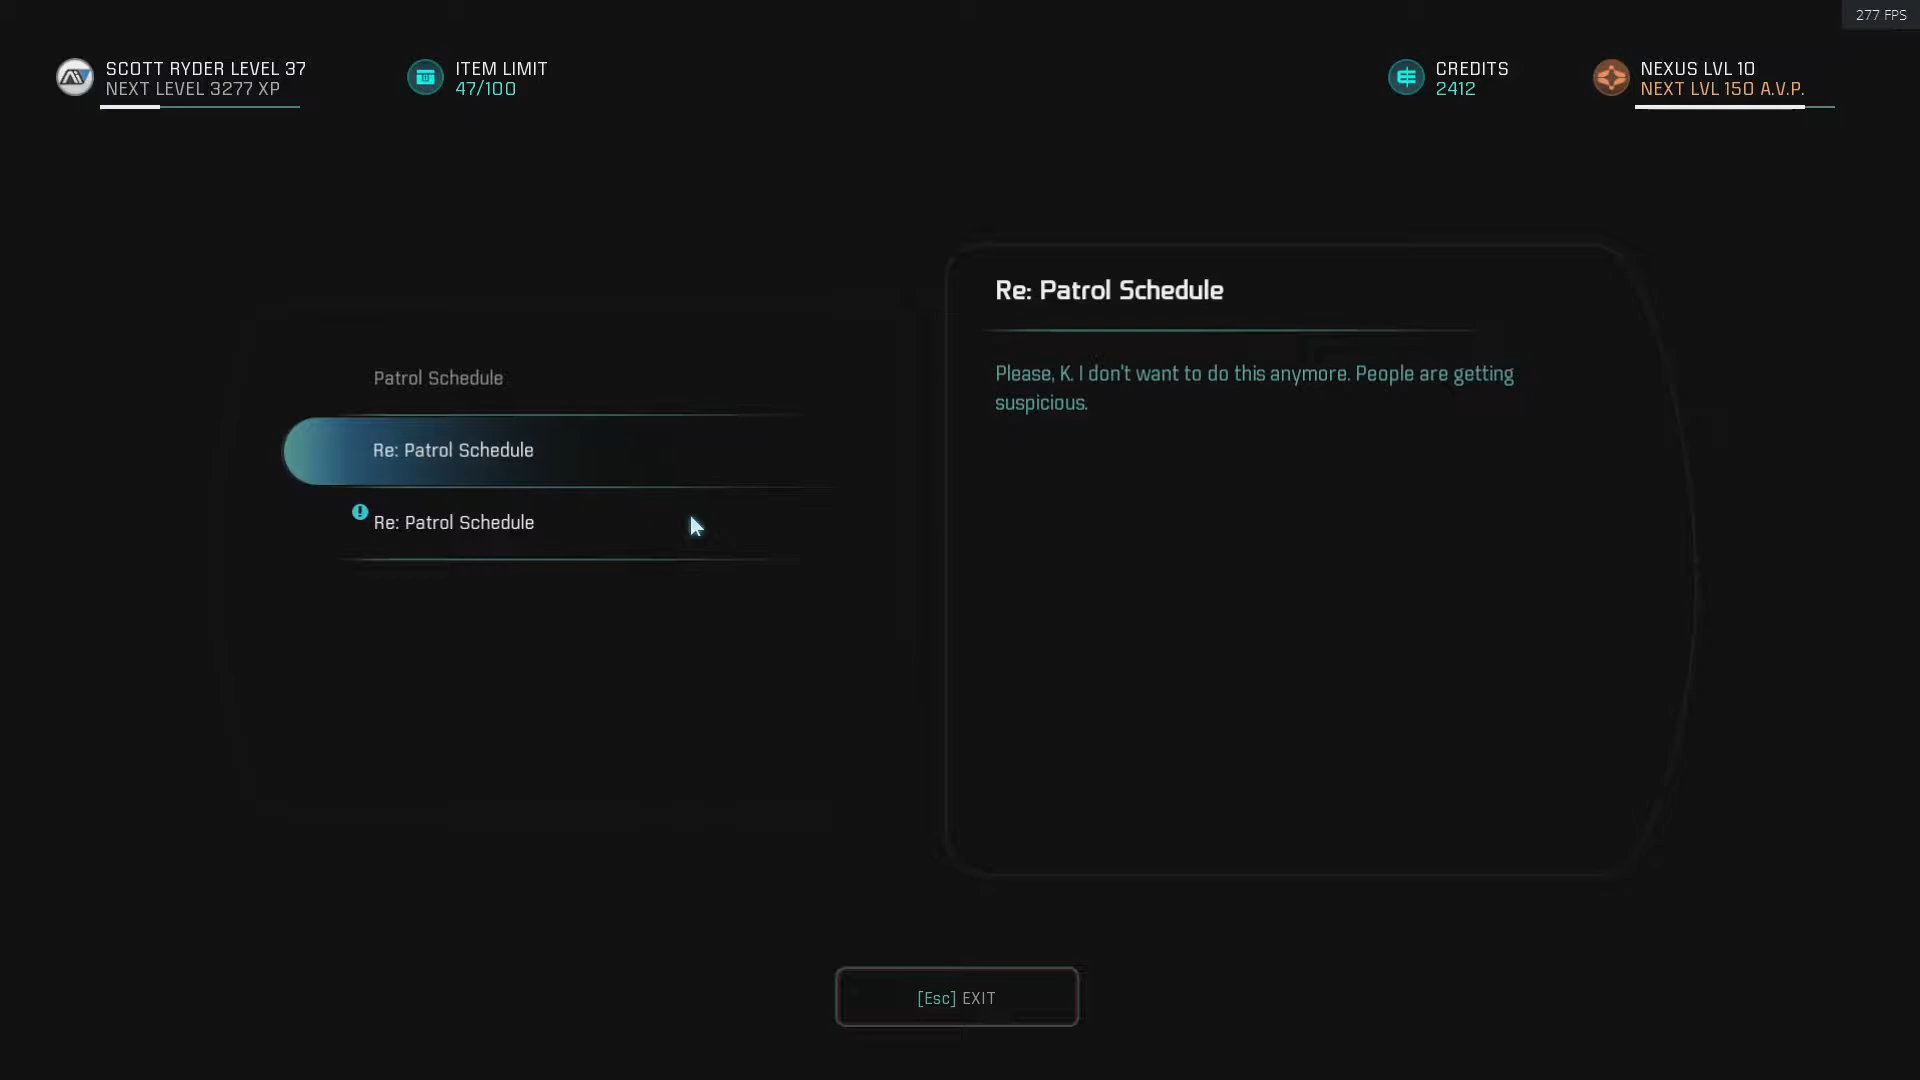 277 FPS
SCOTT RYDER LEVEL 37
NEXT LEVEL 3277 XP
ITEM LIMIT
47/100
CREDITS
2412
NEXUS LVL 10
NEXT LVL 150 A.V.P.
Patrol Schedule
Re: Patrol Schedule
Re: Patrol Schedule
Re: Patrol Schedule
Please, K. I don't want to do this anymore. People are getting
suspicious.
[Esc] EXIT